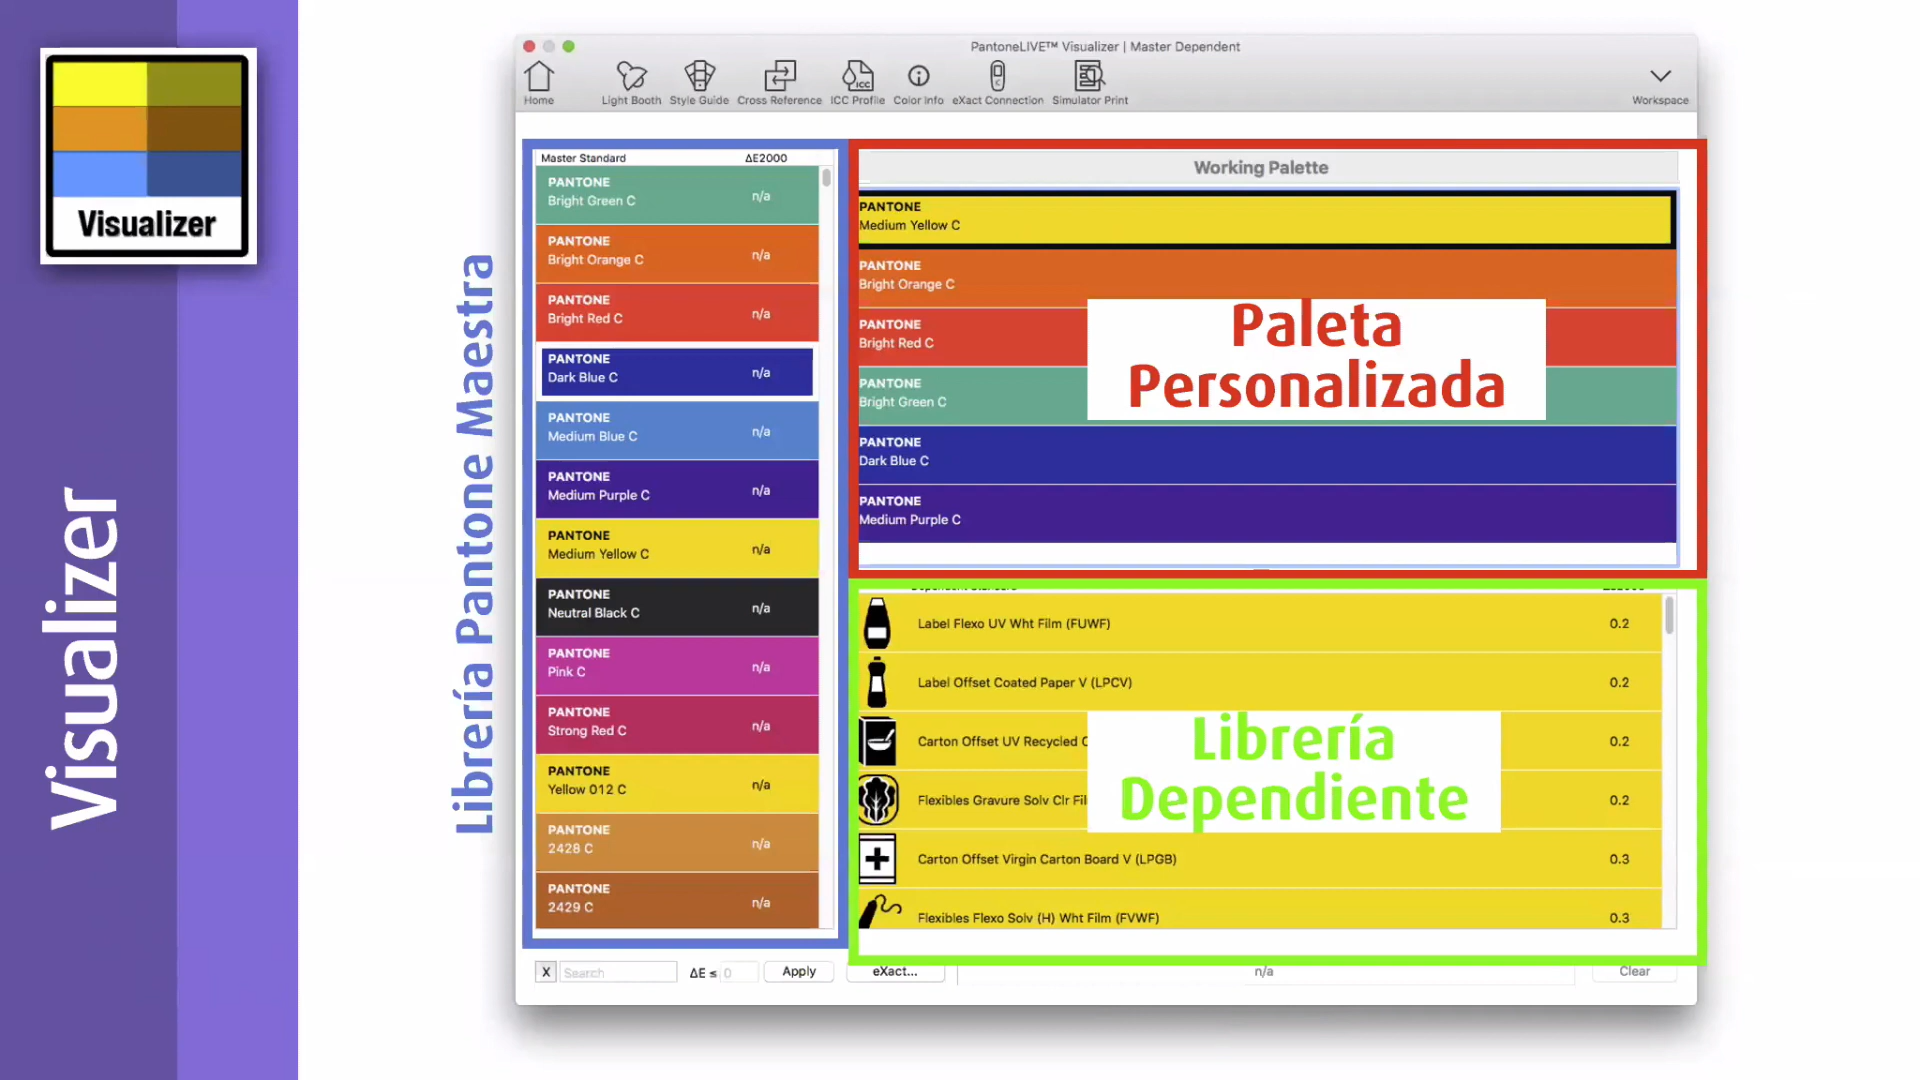 Visualizer
Visualizer
Librería Pantone Maestra
PantoneLIVE™ Visualizer | Master Dependent
Home
Light Booth
Style Guide
Cross Reference
ICC
ICC Profile
Color Info
eXact Connection
Simulator Print
Workspace
Master Standard ΔE2000
PANTONE
Bright Green C n/a
PANTONE
Bright Orange C n/a
PANTONE
Bright Red C n/a
PANTONE
Dark Blue C n/a
PANTONE
Medium Blue C n/a
PANTONE
Medium Purple C n/a
PANTONE
Medium Yellow C n/a
PANTONE
Neutral Black C n/a
PANTONE
Pink C n/a
PANTONE
Strong Red C n/a
PANTONE
Yellow 012 C n/a
PANTONE
2428 C n/a
PANTONE
2429 C n/a
Working Palette
PANTONE
Medium Yellow C
PANTONE
Bright Orange C
PANTONE
Bright Red C
PANTONE
Bright Green C
PANTONE
Dark Blue C
PANTONE
Medium Purple C
Paleta
Personalizada
Label Flexo UV Wht Film (FUWF) 0.2
Label Offset Coated Paper V (LPCV) 0.2
Carton Offset UV Recycled 0.2
Flexibles Gravure Solv Clr 0.2
Carton Offset Virgin Carton Board V (LPGB) 0.3
Flexibles Flexo Solv (H) Wht Film (FVWF) 0.3
Librería
Dependiente
X Search ΔE ≤ 0 Apply eXact... n/a Clear